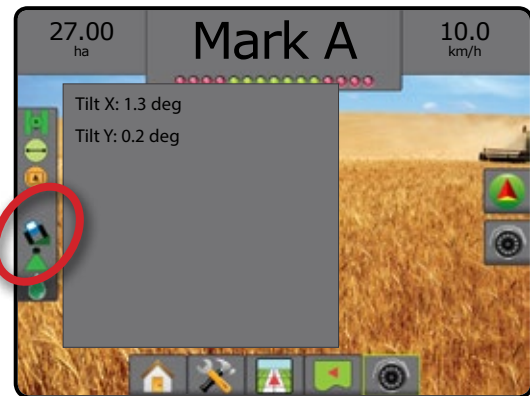 27.00
ha
Mark A
10.0
km/h
Tilt X: 1.3 deg
Tilt Y: 0.2 deg